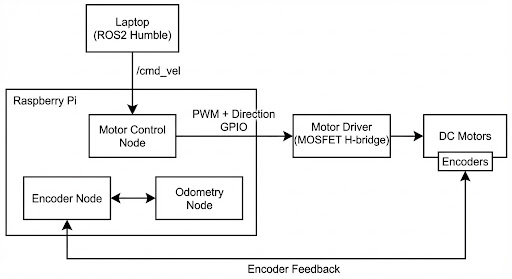 Laptop
(ROS2 Humble)
/cmd_vel
Raspberry Pi
Motor Control
Node
PWM + Direction
GPIO
Motor Driver
(MOSFET H-bridge)
DC Motors
Encoders
Encoder Node
Odometry
Node
Encoder Feedback